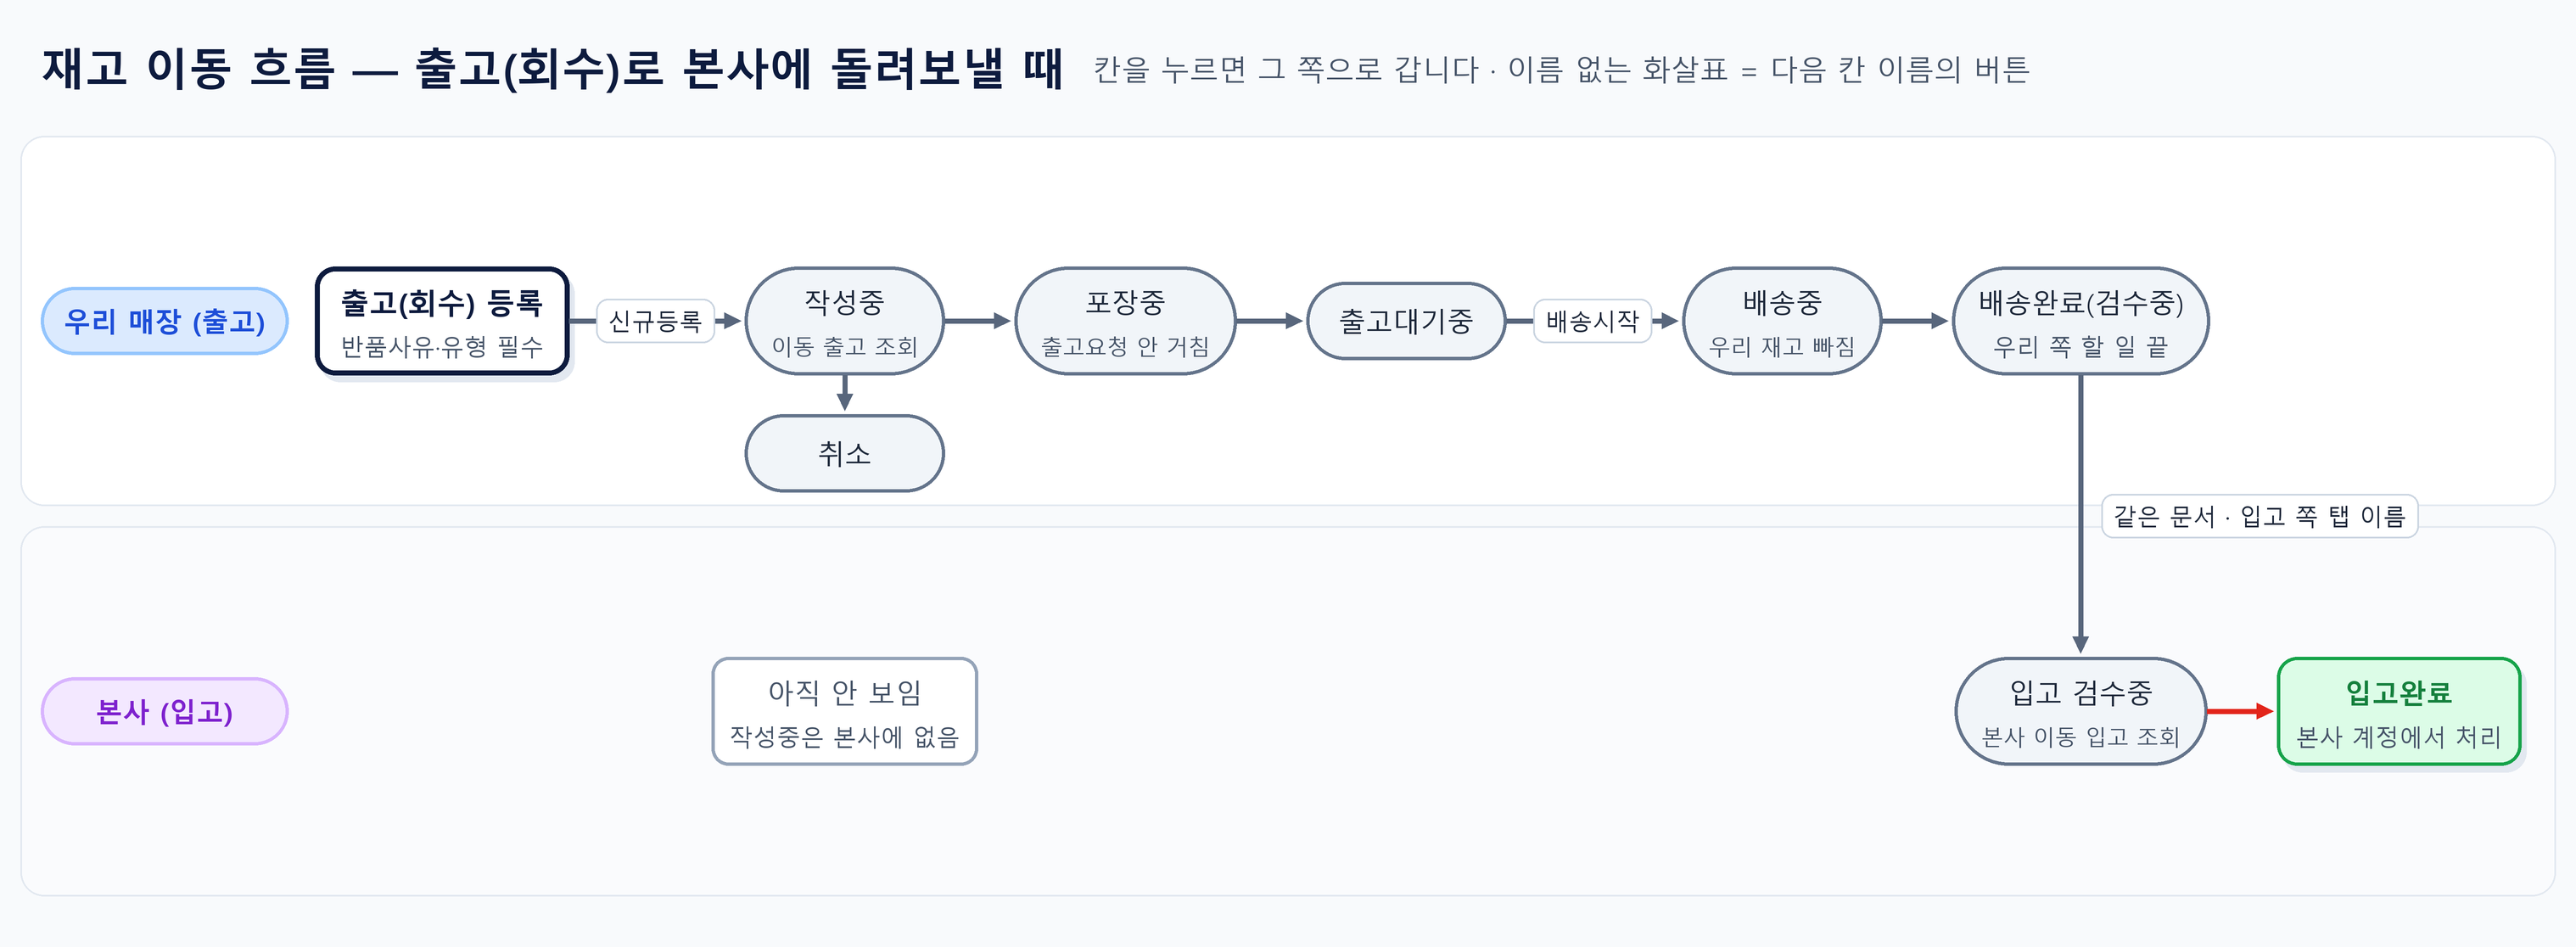 재고 이동 흐름 — 출고(회수)로 본사에 돌려보낼 때
칸을 누르면 그 쪽으로 갑니다 · 이름 없는 화살표 = 다음 칸 이름의 버튼
우리 매장 (출고)
출고(회수) 등록
반품사유·유형 필수
신규등록
작성중
이동 출고 조회
포장중
출고요청 안 거침
출고대기중
배송시작
배송중
우리 재고 빠짐
배송완료(검수중)
우리 쪽 할 일 끝
취소
같은 문서 · 입고 쪽 탭 이름
본사 (입고)
아직 안 보임
작성중은 본사에 없음
입고 검수중
본사 이동 입고 조회
입고완료
본사 계정에서 처리